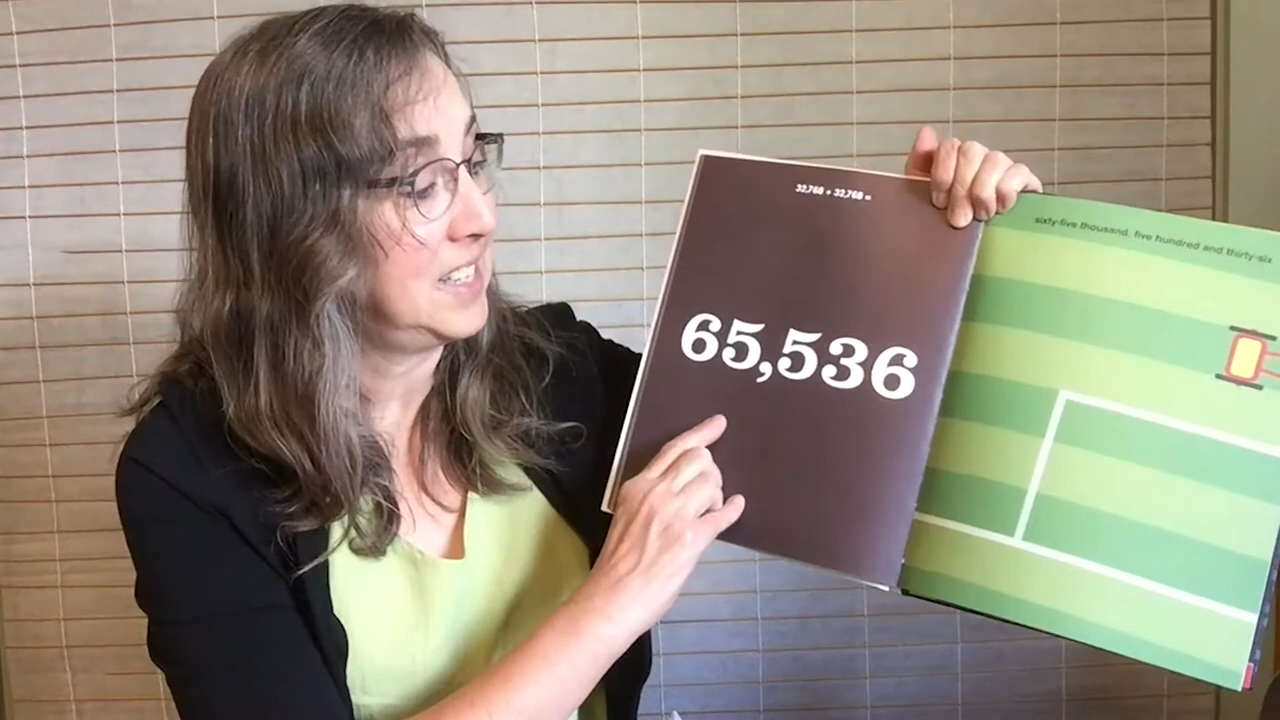 32,768 + 32,768 =
65,536
sixty-five thousand, five hundred and thirty-six